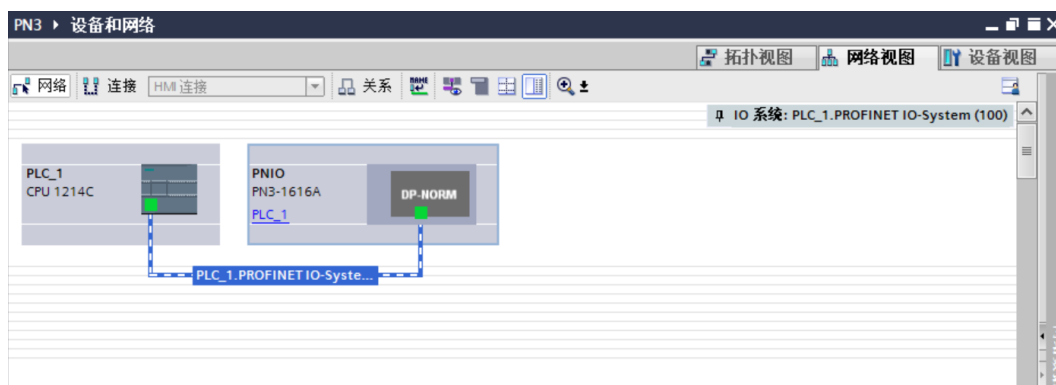 PN3 ▸ 设备和网络
拓扑视图 网络视图 设备视图
网络 连接 HMI 连接 关系
IO 系统: PLC_1.PROFINET IO-System (100)
PLC_1
CPU 1214C
PNIO
PN3-1616A
PLC_1
DP-NORM
PLC_1.PROFINET IO-Syste...